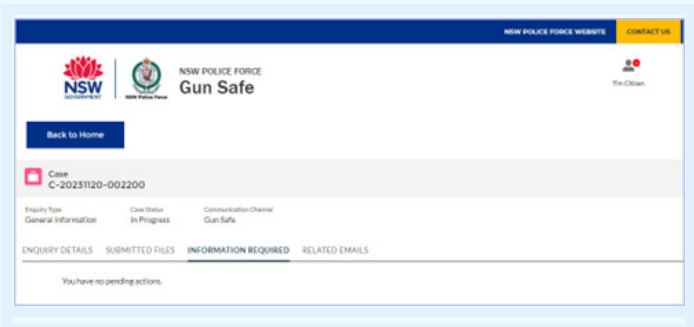 NSW POLICE FORCE WEBSITE CONTACT US
NSW
GOVERNMENT
NSW Police Force
NSW POLICE FORCE
Gun Safe
Tim Citizen
Back to Home
Case
C-20231120-002200
Enquiry Type Case Status Communication Channel
General Information In Progress Gun Safe
ENQUIRY DETAILS SUBMITTED FILES INFORMATION REQUIRED RELATED EMAILS
You have no pending actions.